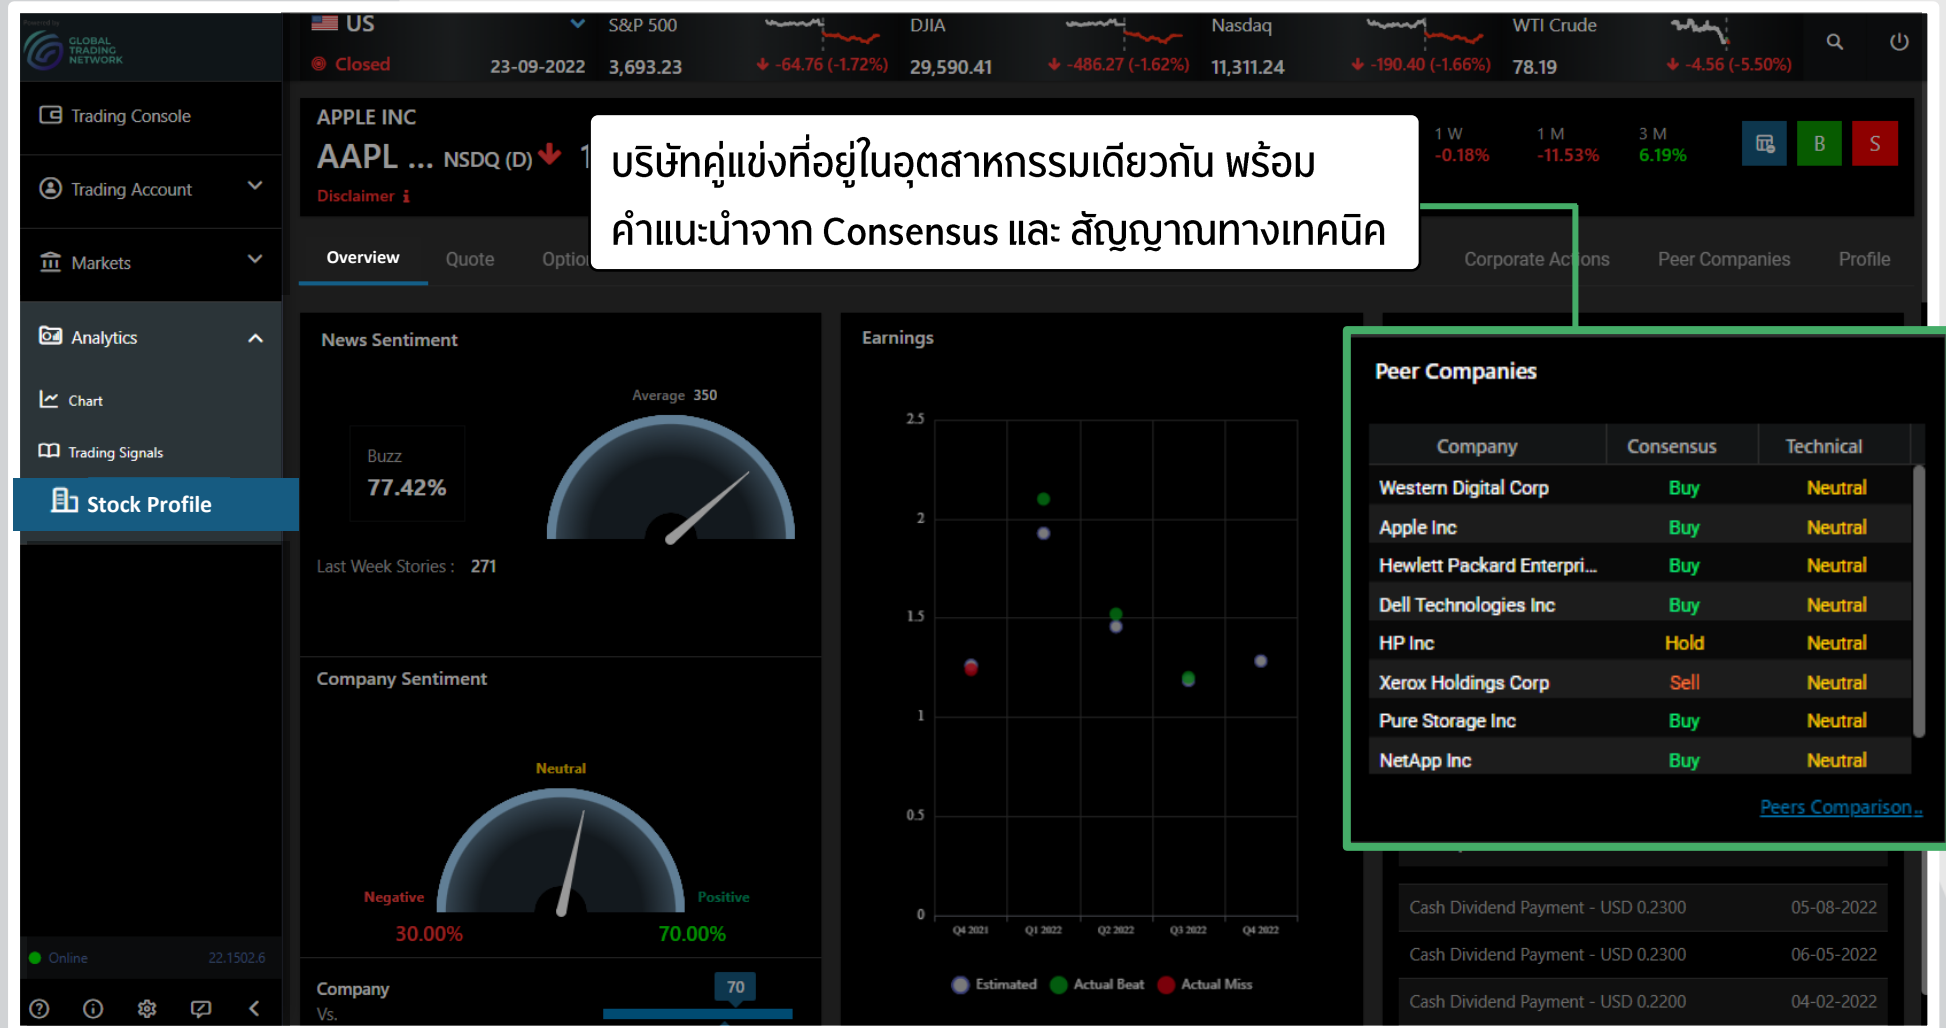 Powered by
GLOBAL
TRADING
NETWORK
US
Closed
23-09-2022
S&P 500
3,693.23
-64.76 (-1.72%)
DJIA
29,590.41
-486.27 (-1.62%)
Nasdaq
11,311.24
-190.40 (-1.66%)
WTI Crude
78.19
-4.56 (-5.50%)
Trading Console
Trading Account
Markets
Analytics
Chart
Trading Signals
Stock Profile
Online 22.1502.6
APPLE INC
AAPL ... NSDQ (D) 1
Disclaimer i
บริษัทคู่แข่งที่อยู่ในอุตสาหกรรมเดียวกัน พร้อม
คำแนะนำจาก Consensus และ สัญญาณทางเทคนิค
1 W 1 M 3 M
-0.18% -11.53% 6.19%
B S
Overview Quote Option Corporate Actions Peer Companies Profile
News Sentiment
Average 350
Buzz
77.42%
Last Week Stories : 271
Company Sentiment
Neutral
Negative Positive
30.00% 70.00%
Company 70
Vs.
Earnings
2.5
2
1.5
1
0.5
0
Q4 2021 Q1 2022 Q2 2022 Q3 2022 Q4 2022
Estimated Actual Beat Actual Miss
Peer Companies
Company Consensus Technical
Western Digital Corp Buy Neutral
Apple Inc Buy Neutral
Hewlett Packard Enterpri... Buy Neutral
Dell Technologies Inc Buy Neutral
HP Inc Hold Neutral
Xerox Holdings Corp Sell Neutral
Pure Storage Inc Buy Neutral
NetApp Inc Buy Neutral
Peers Comparison..
Cash Dividend Payment - USD 0.2300 05-08-2022
Cash Dividend Payment - USD 0.2300 06-05-2022
Cash Dividend Payment - USD 0.2200 04-02-2022